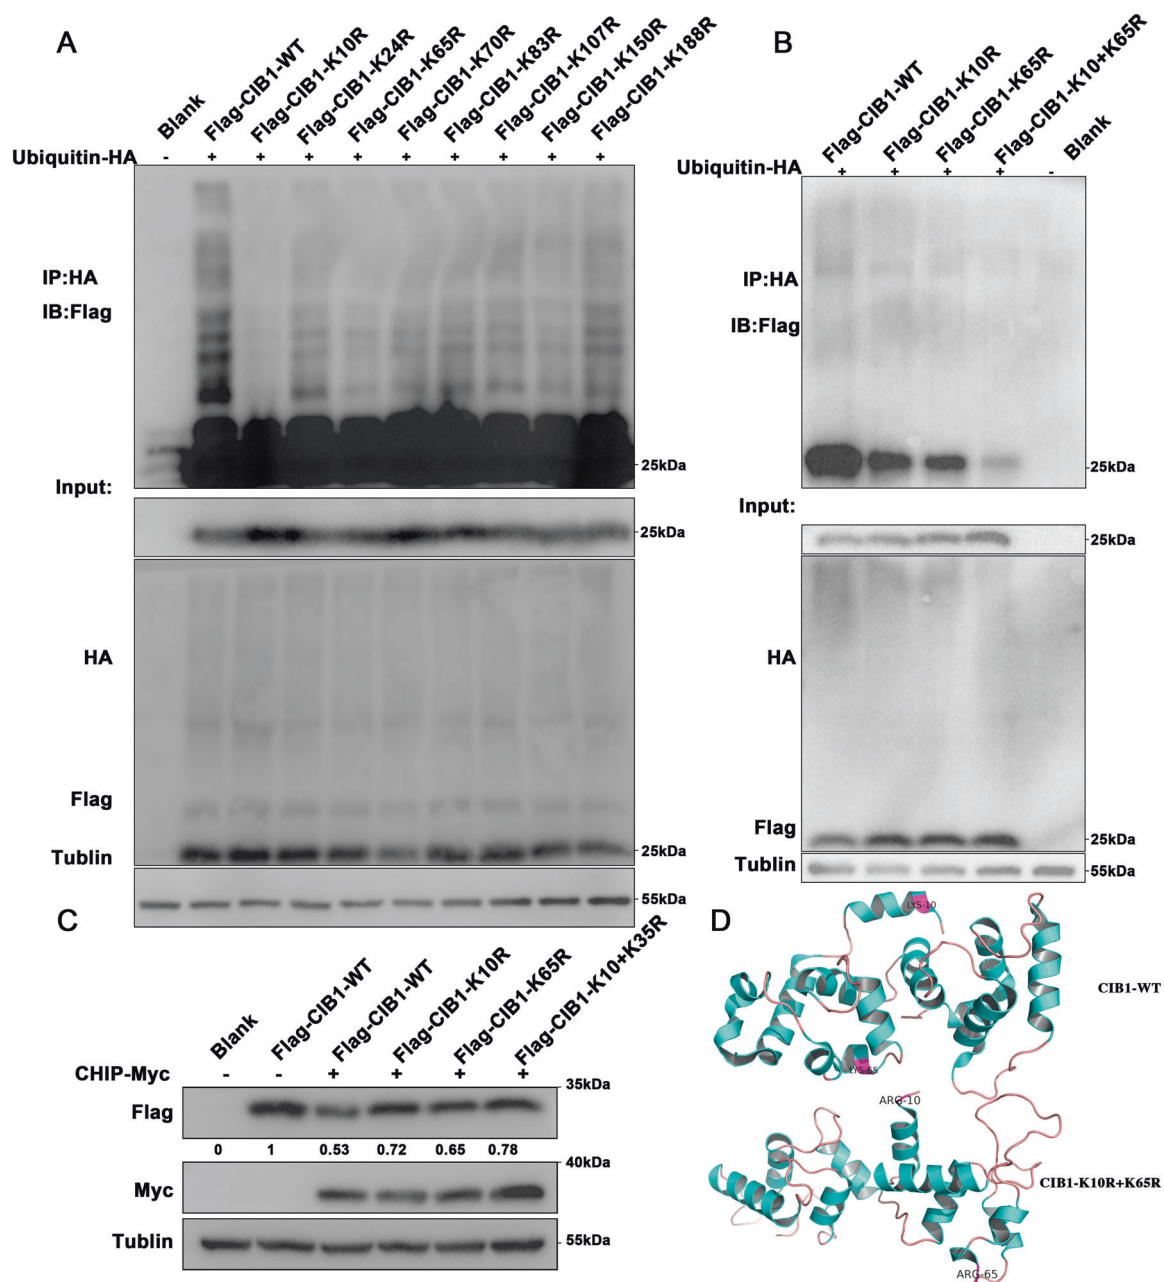 A
Blank
Flag-CIB1-WT
Flag-CIB1-K10R
Flag-CIB1-K24R
Flag-CIB1-K65R
Flag-CIB1-K70R
Flag-CIB1-K83R
Flag-CIB1-K107R
Flag-CIB1-K150R
Flag-CIB1-K188R
Ubiquitin-HA - + + + + + + + + +
IP:HA
IB:Flag
25kDa
Input:
25kDa
HA
Flag
Tublin
25kDa
55kDa
B
Flag-CIB1-WT
Flag-CIB1-K10R
Flag-CIB1-K65R
Flag-CIB1-K10+K65R
Blank
Ubiquitin-HA + + + + -
IP:HA
IB:Flag
25kDa
Input:
25kDa
HA
Flag
25kDa
Tublin
55kDa
C
Blank
Flag-CIB1-WT
Flag-CIB1-WT
Flag-CIB1-K10R
Flag-CIB1-K65R
Flag-CIB1-K10+K35R
CHIP-Myc - - + + + +
35kDa
Flag
0 1 0.53 0.72 0.65 0.78
40kDa
Myc
Tublin
55kDa
D
LYS-10
CIB1-WT
LYS-65
ARG-10
CIB1-K10R+K65R
ARG-65